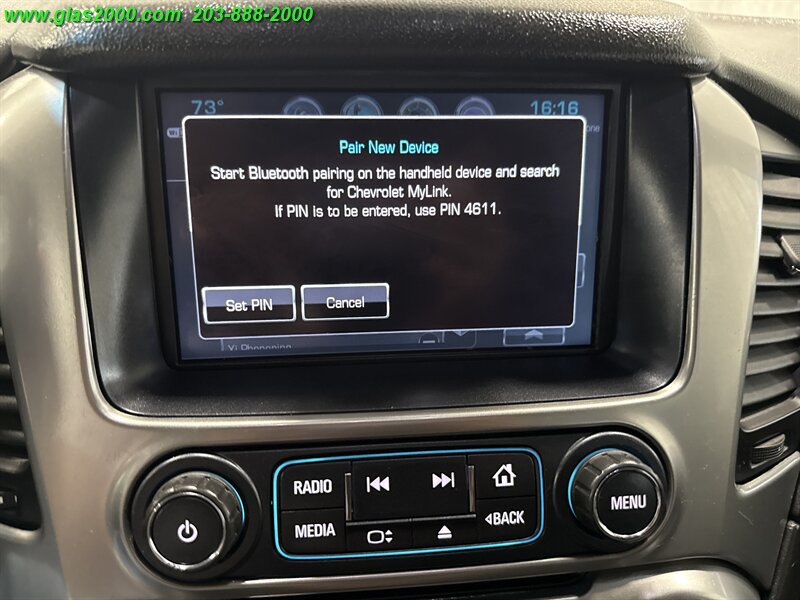 www.glas2000.com 203-888-2000
73°
16:16
Pair New Device
Start Bluetooth pairing on the handheld device and search
for Chevrolet MyLink.
If PIN is to be entered, use PIN 4611.
Set PIN
Cancel
RADIO
MEDIA
BACK
MENU